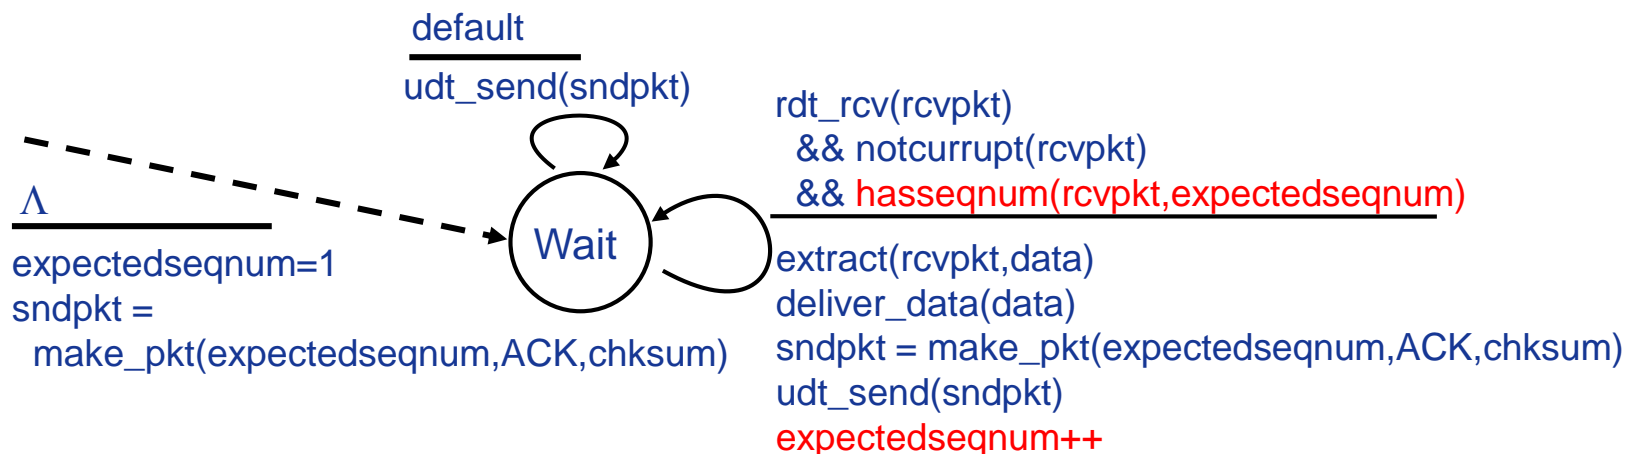 default
udt_send(sndpkt)
rdt_rcv(rcvpkt)
&& notcurrupt(rcvpkt)
&& hasseqnum(rcvpkt,expectedseqnum)
Λ
expectedseqnum=1
sndpkt =
make_pkt(expectedseqnum,ACK,chksum)
Wait
extract(rcvpkt,data)
deliver_data(data)
sndpkt = make_pkt(expectedseqnum,ACK,chksum)
udt_send(sndpkt)
expectedseqnum++